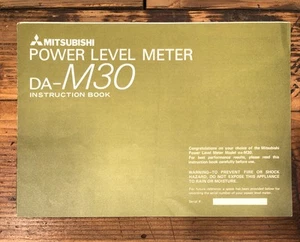 MITSUBISHI
POWER LEVEL METER
DA-M30
INSTRUCTION BOOK
Congratulations on your choice of the Mitsubishi
Power Level Meter Model DA-M30.
For best performance results, please read this
instruction book carefully before use.
WARNING-TO PREVENT FIRE OR SHOCK
HAZARD, DO NOT EXPOSE THIS APPLIANCE
TO RAIN OR MOISTURE.